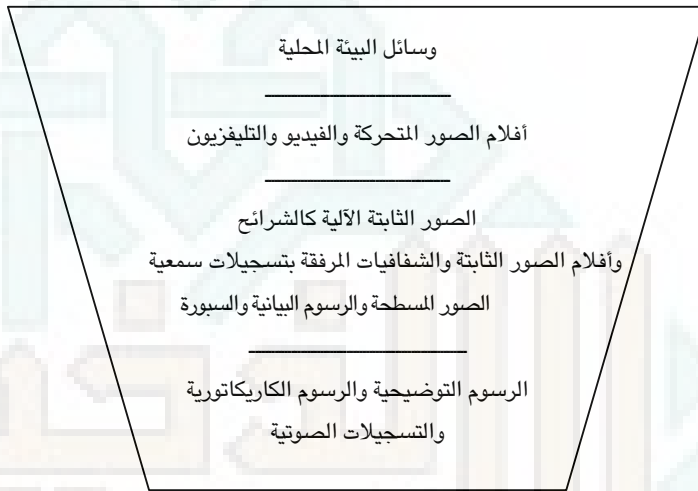 وسائل البيئة المحلية
أفلام الصور المتحركة والفيديو والتليفزيون
الصور الثابتة الآلية كالشرائح
وأفلام الصور الثابتة والشفافيات المرفقة بتسجيلات سمعية
الصور المسطحة والرسوم البيانية والسبورة
الرسوم التوضيحية والرسوم الكاريكاتورية
والتسجيلات الصوتية